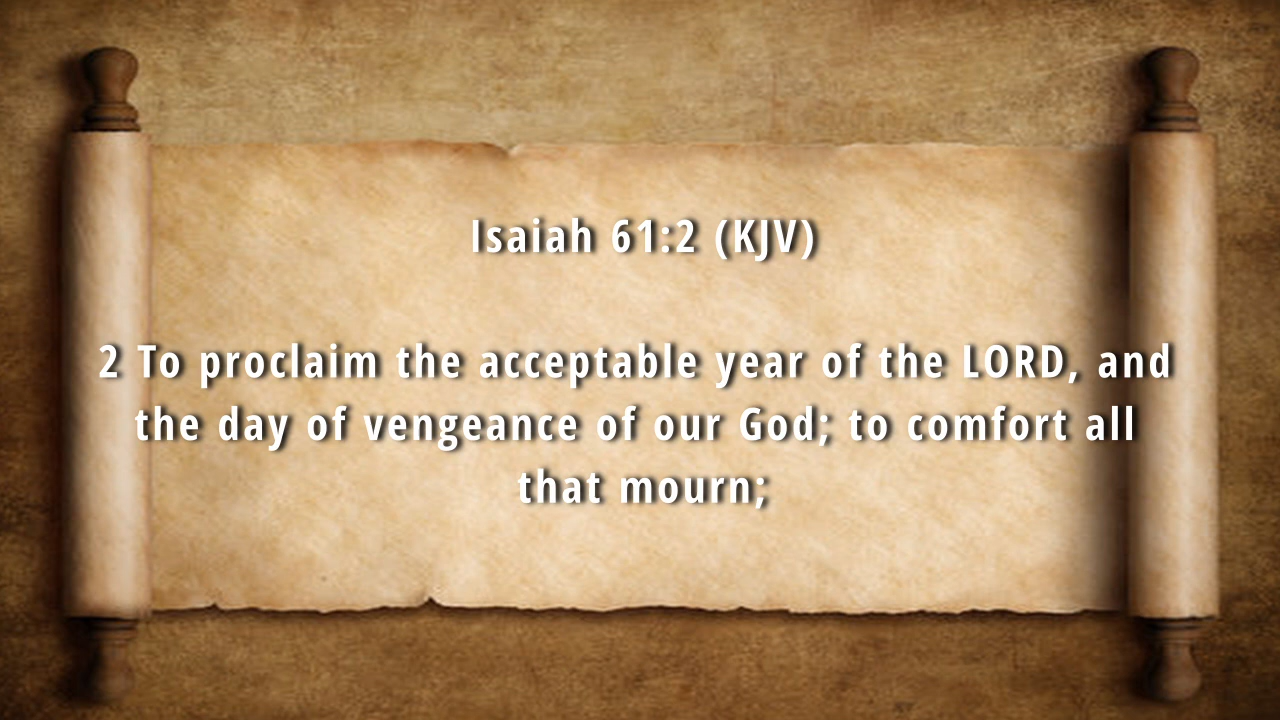 Isaiah 61:2 (KJV)
2 To proclaim the acceptable year of the LORD, and
the day of vengeance of our God; to comfort all
that mourn;